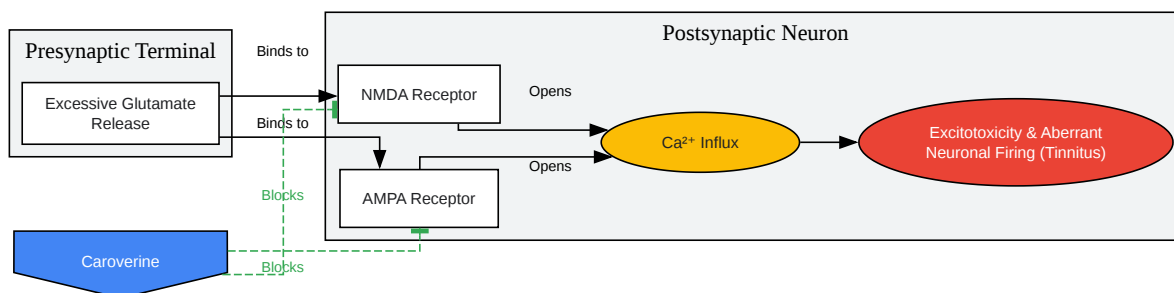 Presynaptic Terminal
Postsynaptic Neuron
Binds to
Excessive Glutamate
Release
NMDA Receptor
Opens
Binds to
Ca²⁺ Influx
Excitotoxicity & Aberrant
Neuronal Firing (Tinnitus)
Opens
Blocks
AMPA Receptor
Caroverine
Blocks